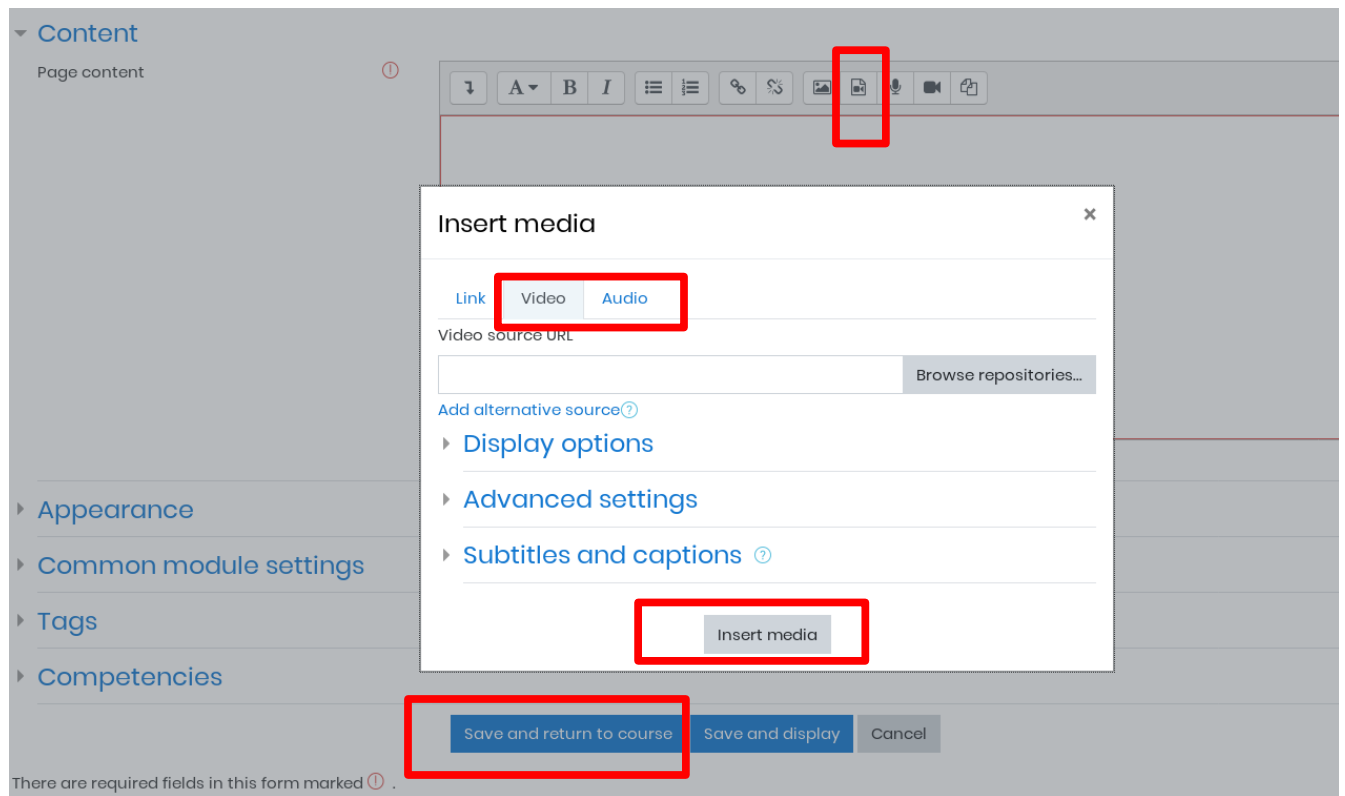 Content
Page content
A B I
Insert media
×
Link Video Audio
Video source URL
Browse repositories...
Add alternative source ?
Display options
Advanced settings
Subtitles and captions ?
Insert media
Appearance
Common module settings
Tags
Competencies
Save and return to course Save and display Cancel
There are required fields in this form marked ! .